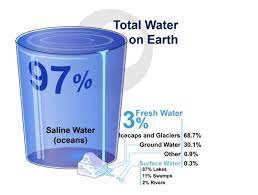 Total Water
on Earth
97%
Saline Water
(oceans)
3%
Fresh Water
Icecaps and Glaciers 68.7%
Ground Water 30.1%
Other 0.9%
Surface Water 0.3%
87% Lakes
11% Swamps
2% Rivers